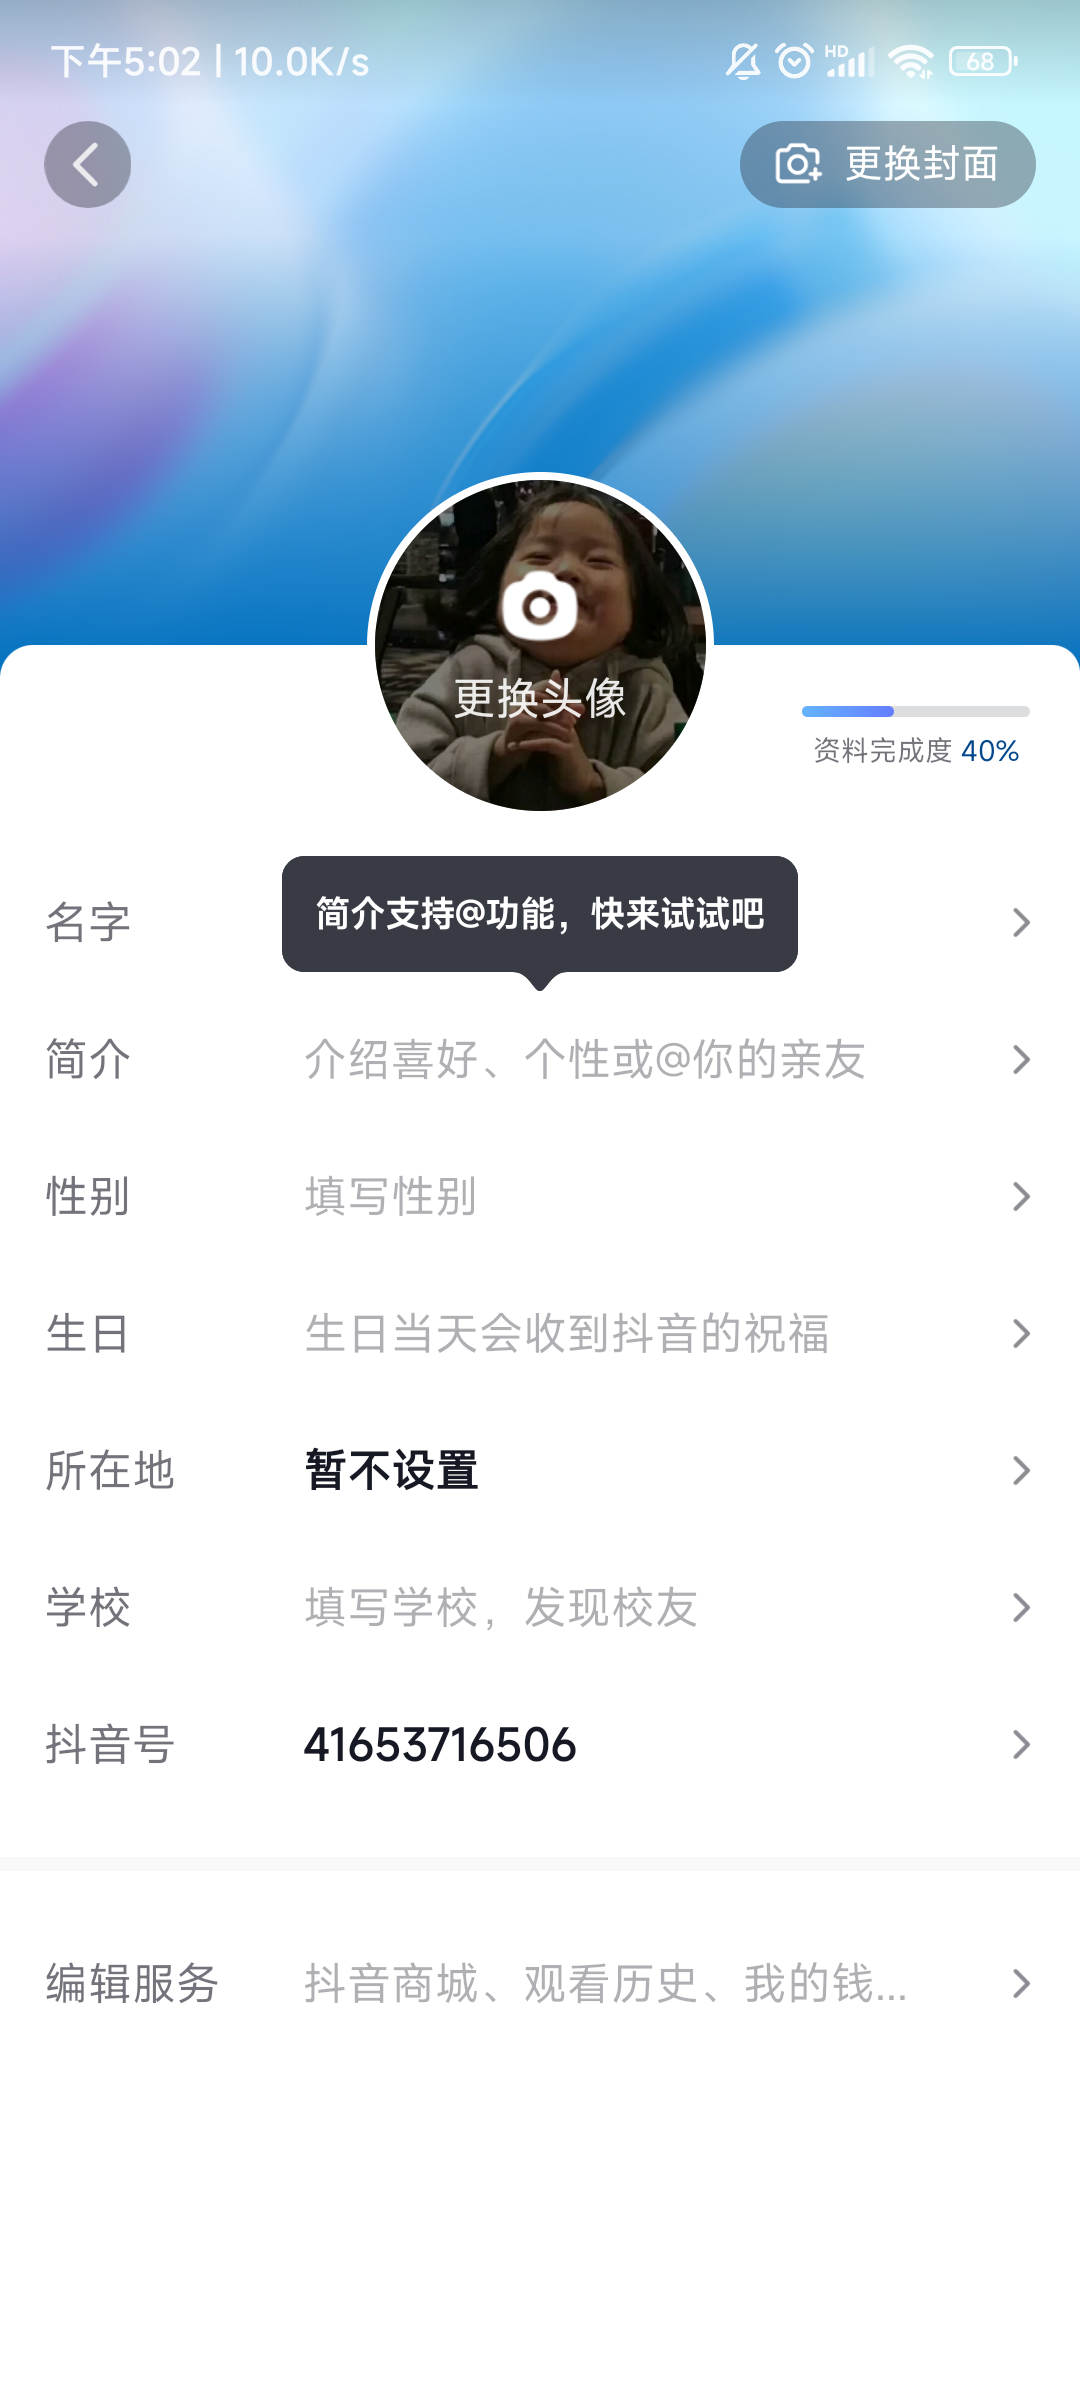 下午5:02 | 10.0K/s
HD
68
更换封面
更换头像
资料完成度 40%
名字
简介支持@功能，快来试试吧
简介 介绍喜好、个性或@你的亲友
性别 填写性别
生日 生日当天会收到抖音的祝福
所在地 暂不设置
学校 填写学校，发现校友
抖音号 41653716506
编辑服务 抖音商城、观看历史、我的钱...